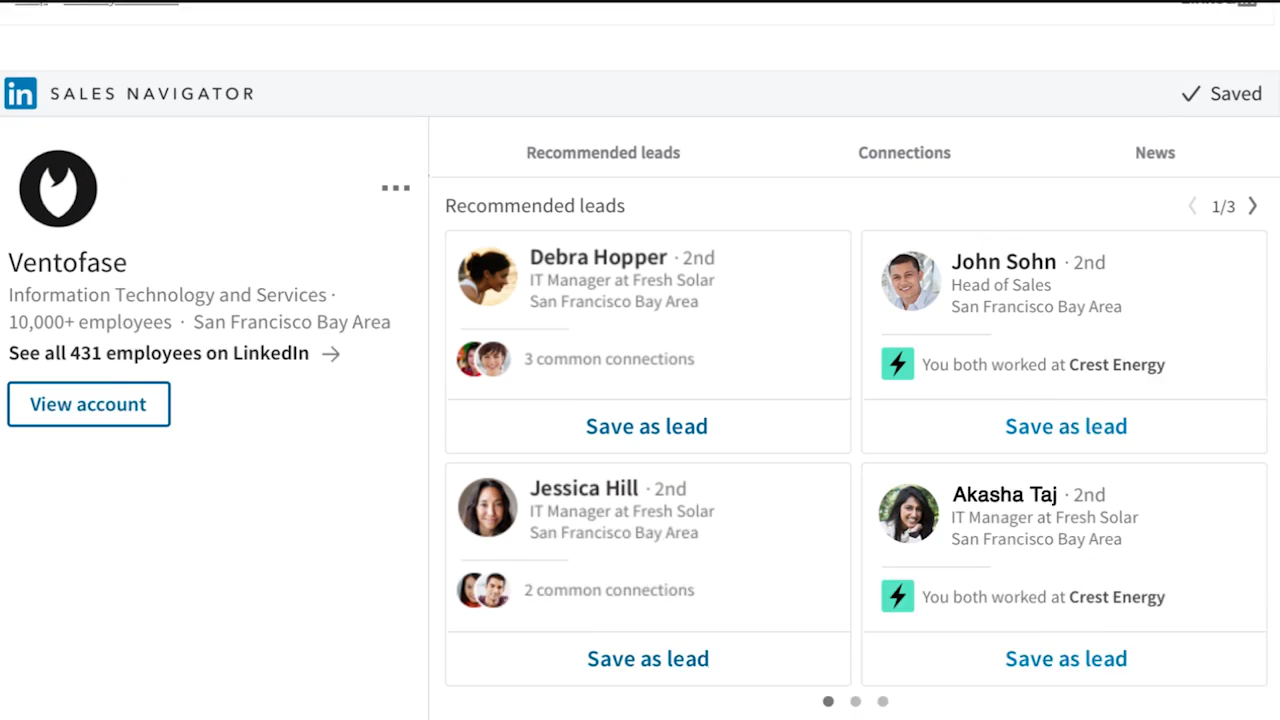 in SALES NAVIGATOR
Saved
Ventofase
Information Technology and Services ·
10,000+ employees · San Francisco Bay Area
See all 431 employees on LinkedIn →
View account
Recommended leads
Connections
News
Recommended leads
1/3
Debra Hopper · 2nd
IT Manager at Fresh Solar
San Francisco Bay Area
3 common connections
Save as lead
John Sohn · 2nd
Head of Sales
San Francisco Bay Area
You both worked at Crest Energy
Save as lead
Jessica Hill · 2nd
IT Manager at Fresh Solar
San Francisco Bay Area
2 common connections
Save as lead
Akasha Taj · 2nd
IT Manager at Fresh Solar
San Francisco Bay Area
You both worked at Crest Energy
Save as lead